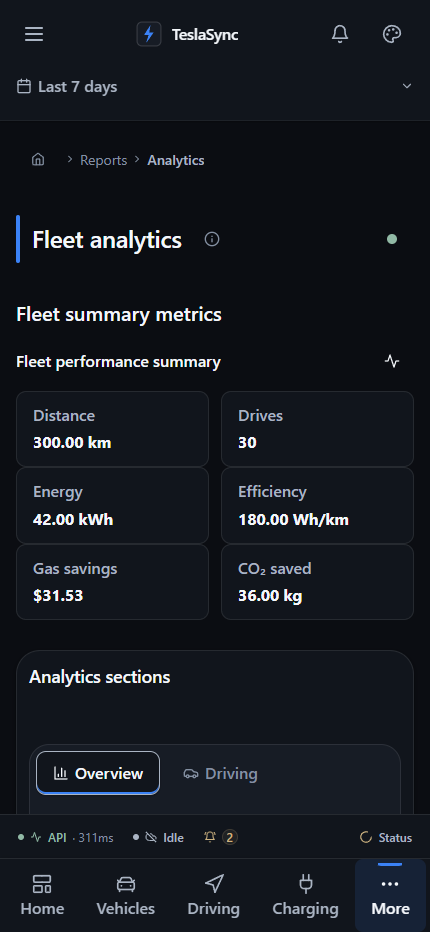 TeslaSync
Last 7 days
Reports Analytics
Fleet analytics
Fleet summary metrics
Fleet performance summary
Distance
300.00 km
Drives
30
Energy
42.00 kWh
Efficiency
180.00 Wh/km
Gas savings
$31.53
CO₂ saved
36.00 kg
Analytics sections
Overview
Driving
API · 311ms
Idle
2
Status
Home
Vehicles
Driving
Charging
More